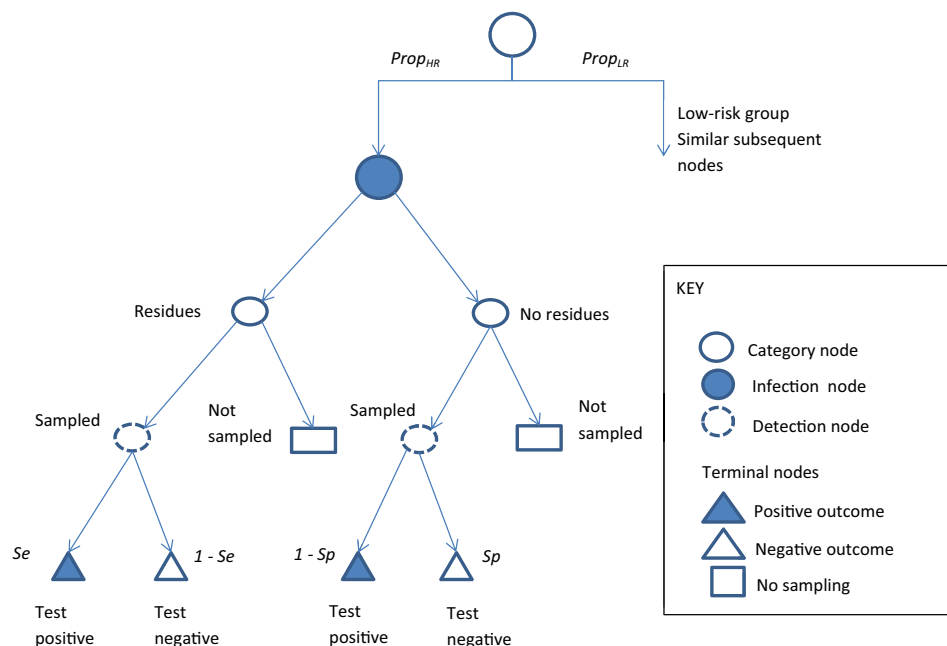 Prop_HR
Prop_LR
Low-risk group
Similar subsequent
nodes
Residues
No residues
Sampled
Not
sampled
Sampled
Not
sampled
Se
1 - Se
1 - Sp
Sp
Test
positive
Test
negative
Test
positive
Test
negative
KEY
Category node
Infection node
Detection node
Terminal nodes
Positive outcome
Negative outcome
No sampling